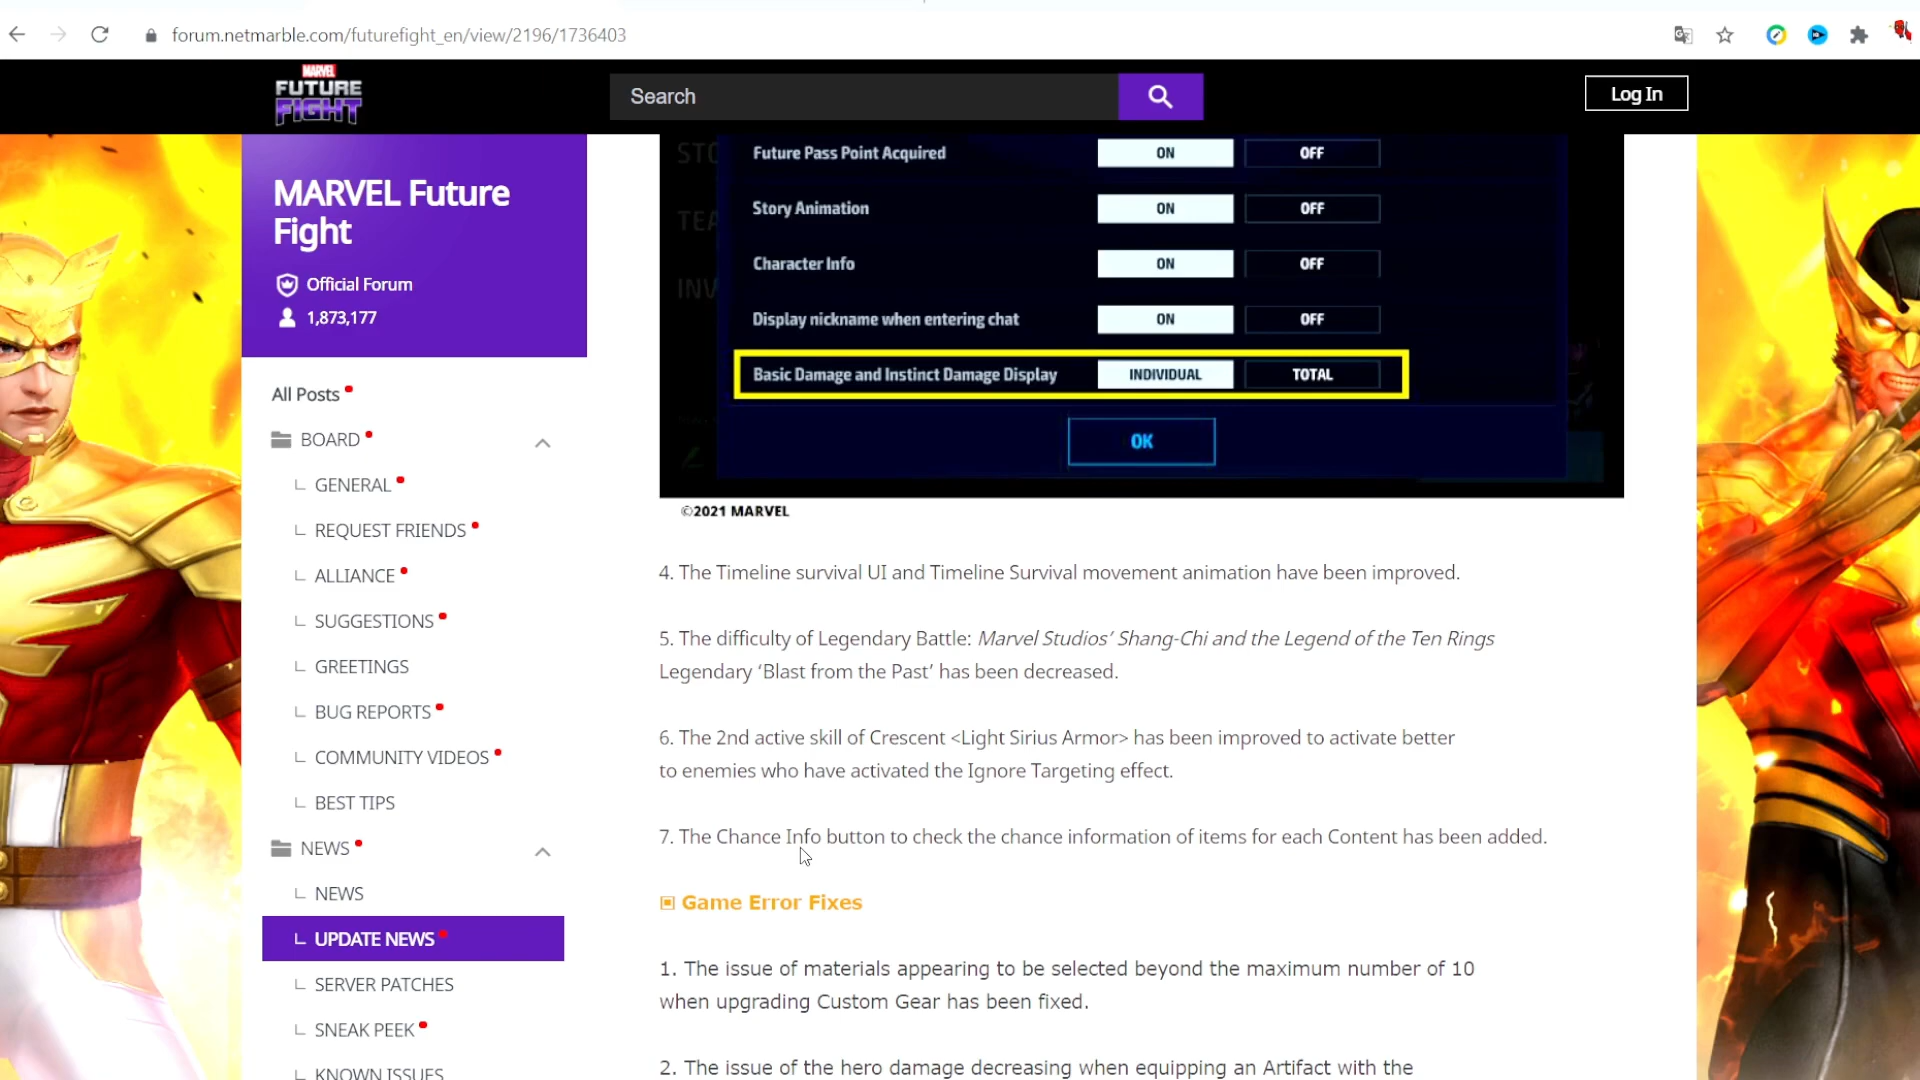 forum.netmarble.com/futurefight_en/view/2196/1736403
MARVEL
FUTURE
FIGHT
Search
Log In
MARVEL Future
Fight
Official Forum
1,873,177
All Posts
BOARD
GENERAL
REQUEST FRIENDS
ALLIANCE
SUGGESTIONS
GREETINGS
BUG REPORTS
COMMUNITY VIDEOS
BEST TIPS
NEWS
NEWS
UPDATE NEWS
SERVER PATCHES
SNEAK PEEK
KNOWN ISSUES
Future Pass Point Acquired ON OFF
Story Animation ON OFF
Character Info ON OFF
Display nickname when entering chat ON OFF
Basic Damage and Instinct Damage Display INDIVIDUAL TOTAL
OK
©2021 MARVEL
4. The Timeline survival UI and Timeline Survival movement animation have been improved.
5. The difficulty of Legendary Battle: Marvel Studios’ Shang-Chi and the Legend of the Ten Rings
Legendary ‘Blast from the Past’ has been decreased.
6. The 2nd active skill of Crescent <Light Sirius Armor> has been improved to activate better
to enemies who have activated the Ignore Targeting effect.
7. The Chance Info button to check the chance information of items for each Content has been added.
▣ Game Error Fixes
1. The issue of materials appearing to be selected beyond the maximum number of 10
when upgrading Custom Gear has been fixed.
2. The issue of the hero damage decreasing when equipping an Artifact with the